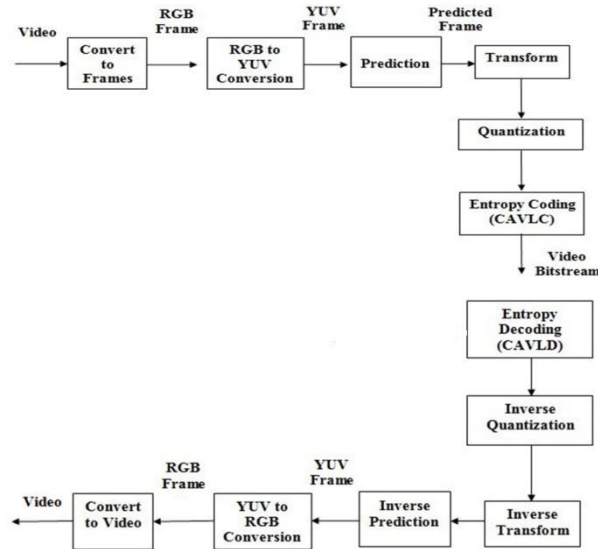 Video
Convert
to
Frames
RGB
Frame
RGB to
YUV
Conversion
YUV
Frame
Prediction
Predicted
Frame
Transform
Quantization
Entropy Coding
(CAVLC)
Video
Bitstream
Entropy
Decoding
(CAVLD)
Inverse
Quantization
Inverse
Transform
Inverse
Prediction
YUV
Frame
YUV to
RGB
Conversion
RGB
Frame
Convert
to Video
Video